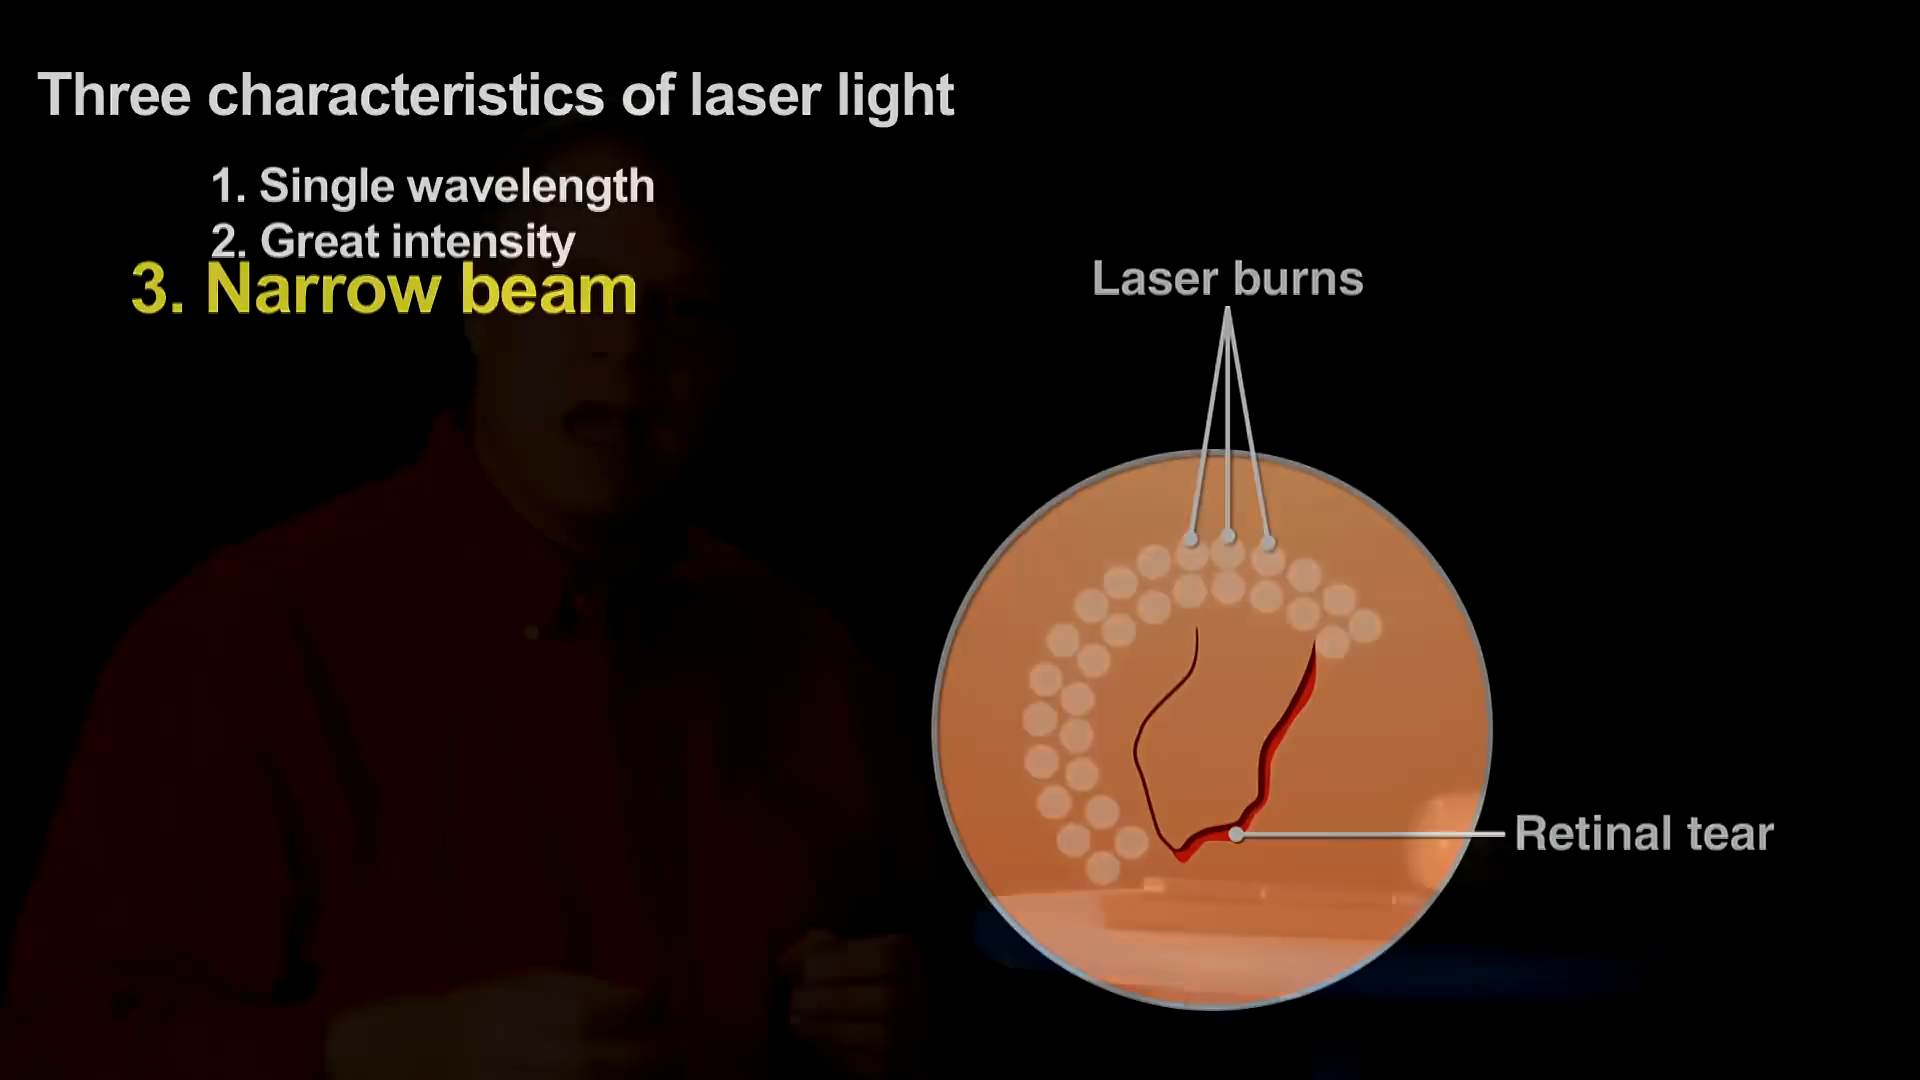 Three characteristics of laser light
1. Single wavelength
2. Great intensity
3. Narrow beam
Laser burns
Retinal tear